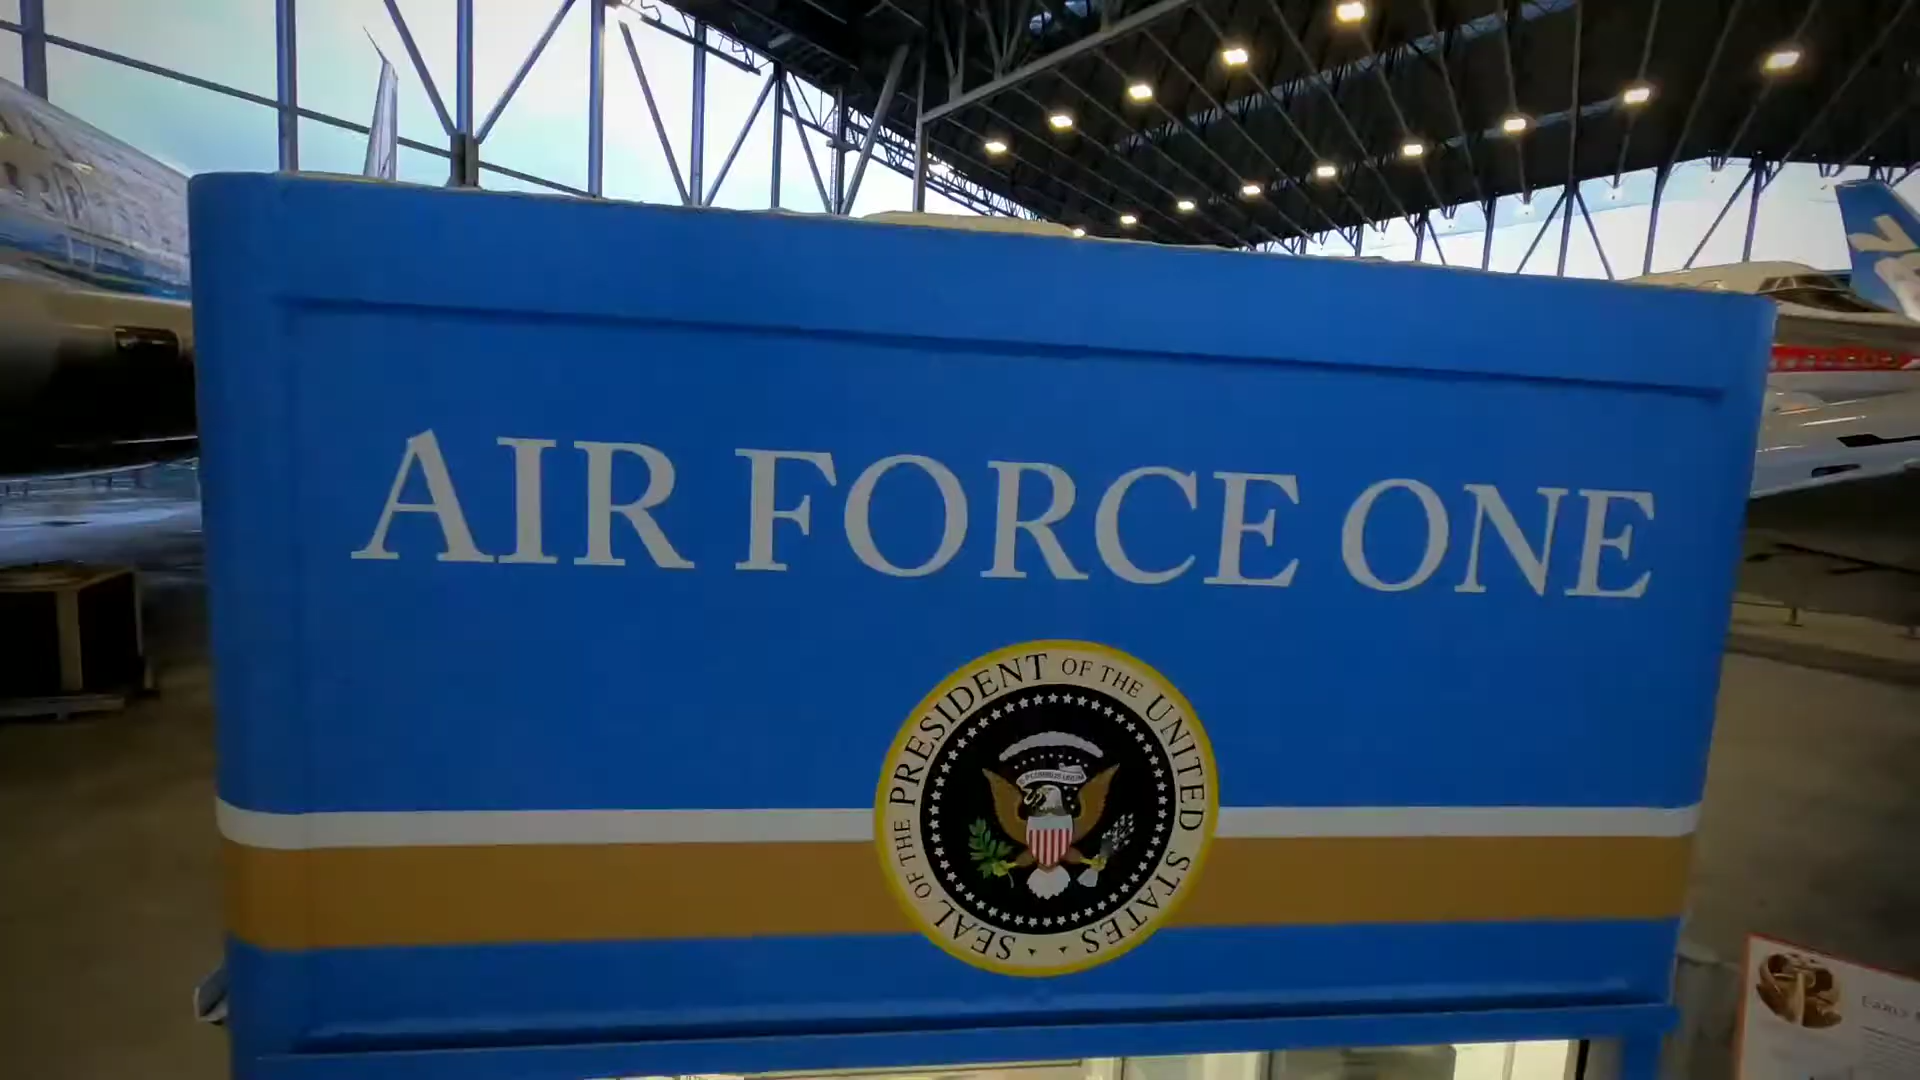 AIR FORCE ONE
SEAL OF THE PRESIDENT OF THE UNITED STATES